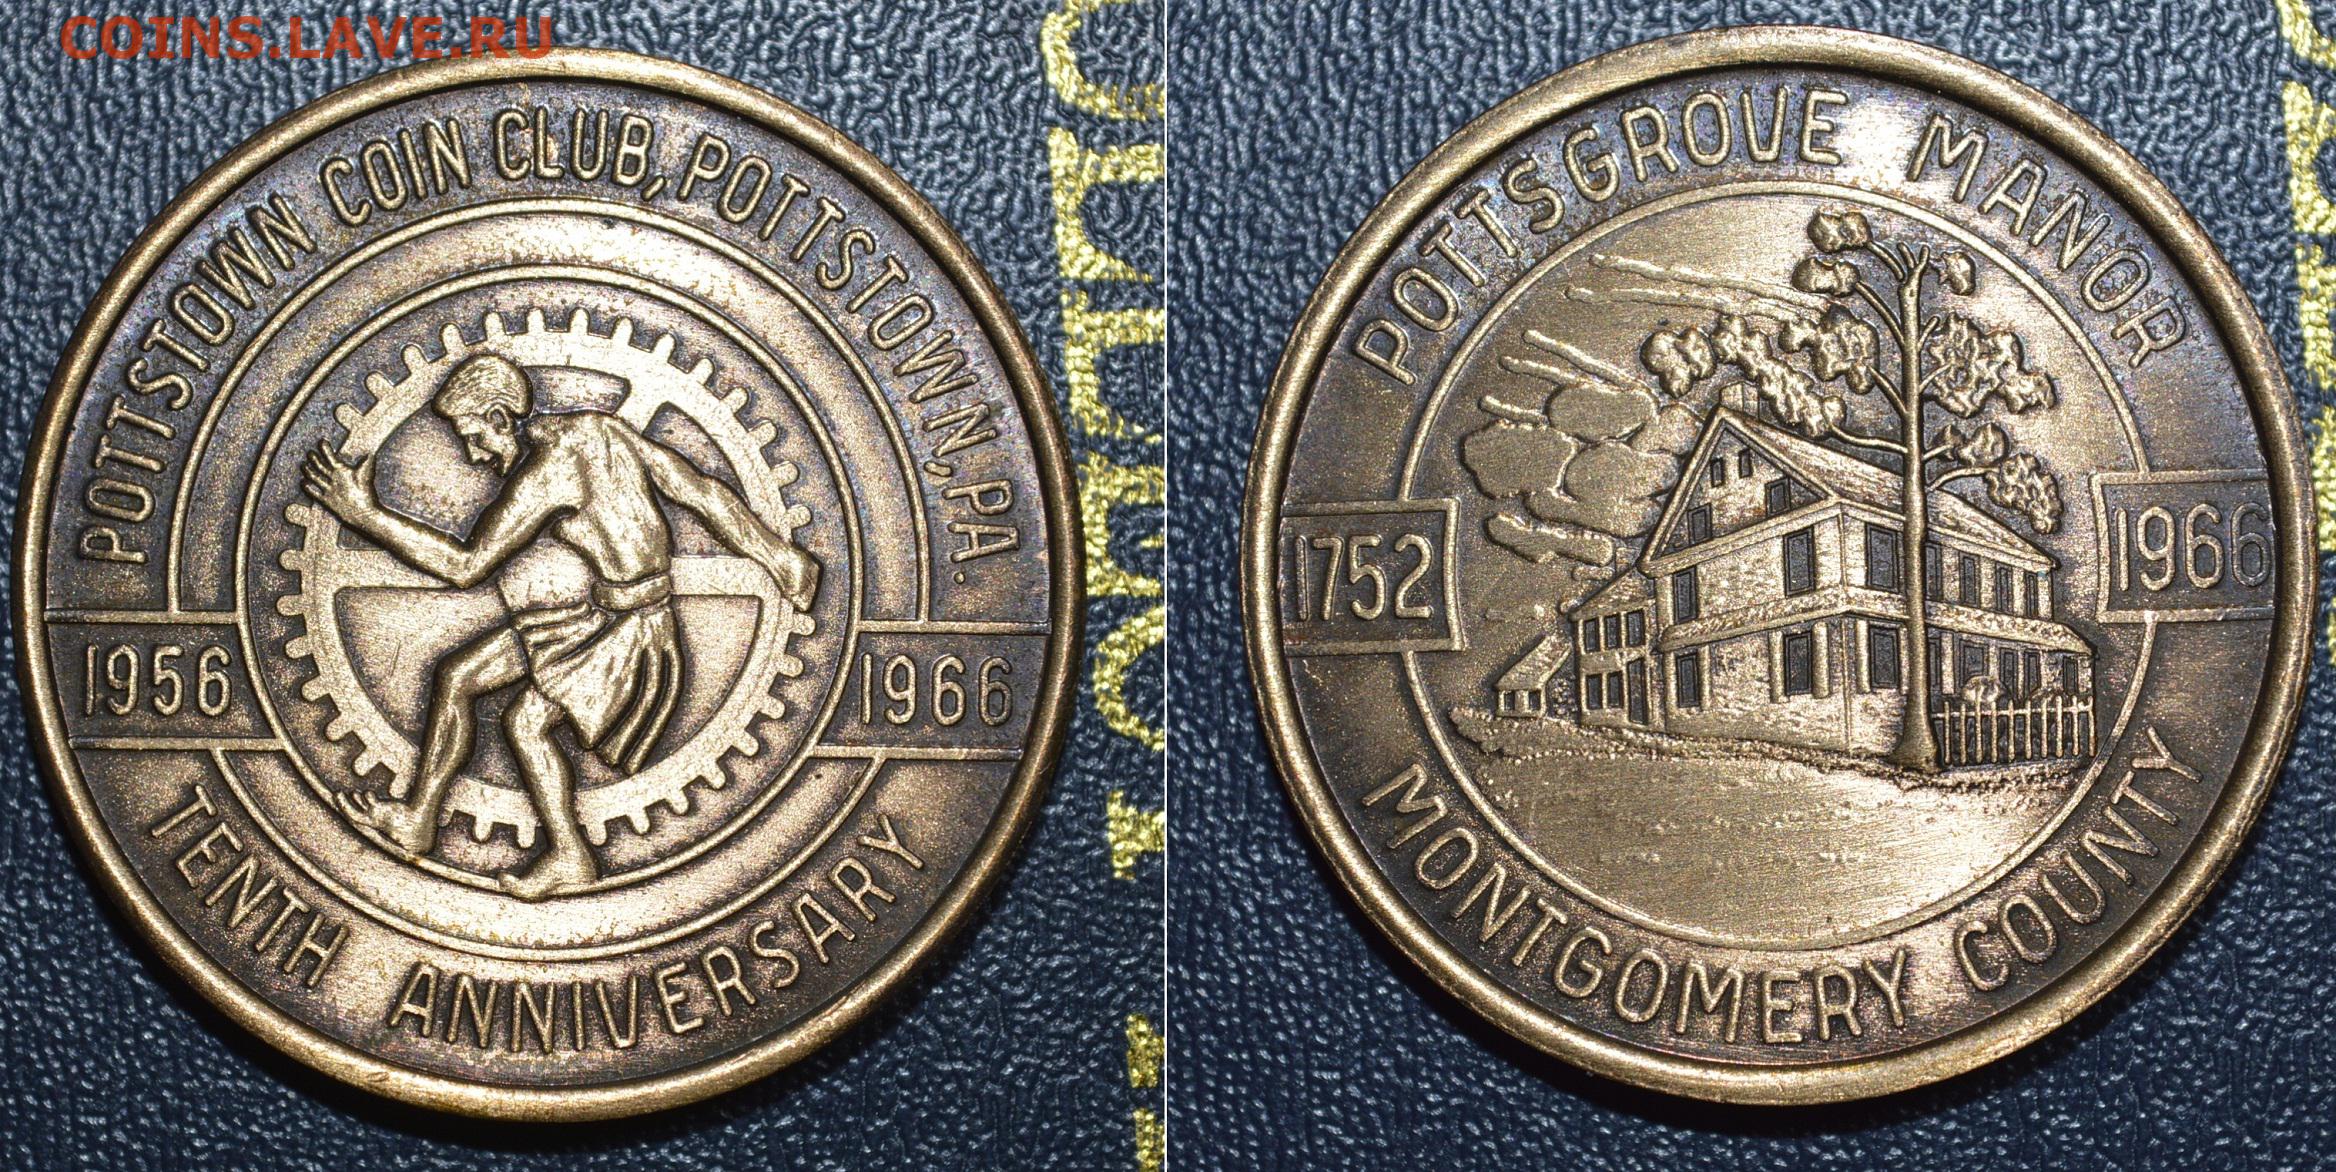 COINS.LAVE.RU
POTTSTOWN COIN CLUB, POTTSTOWN, PA.
1956
1966
TENTH ANNIVERSARY
POTTSGROVE MANOR
1752
1966
MONTGOMERY COUNTY